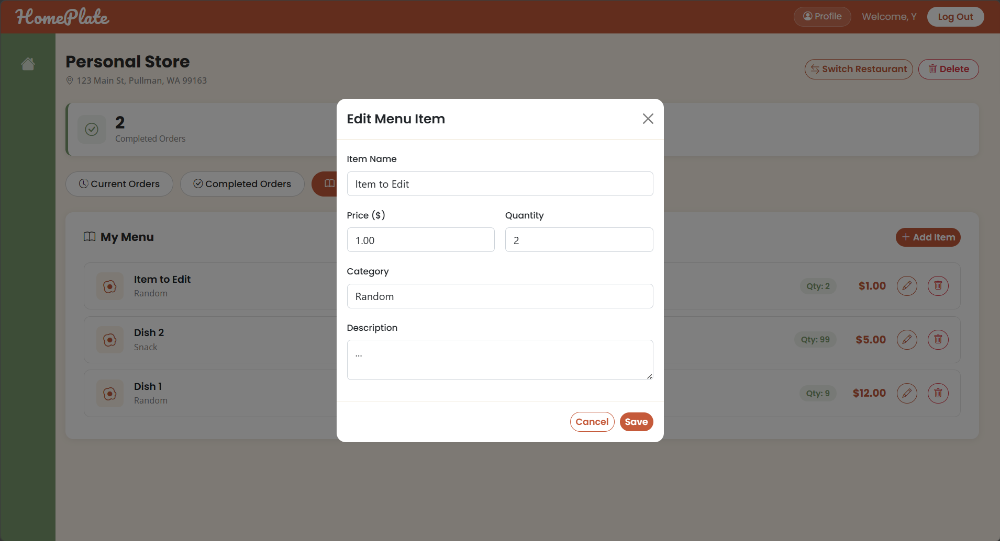 HomePlate
Profile
Welcome, Y
Log Out
Personal Store
123 Main St, Pullman, WA 99163
Switch Restaurant
Delete
2
Completed Orders
Current Orders
Completed Orders
My Menu
Add Item
Item to Edit
Random
Qty: 2
$1.00
Dish 2
Snack
Qty: 99
$5.00
Dish 1
Random
Qty: 9
$12.00
Edit Menu Item
Item Name
Item to Edit
Price ($)
Quantity
1.00
2
Category
Random
Description
...
Cancel
Save